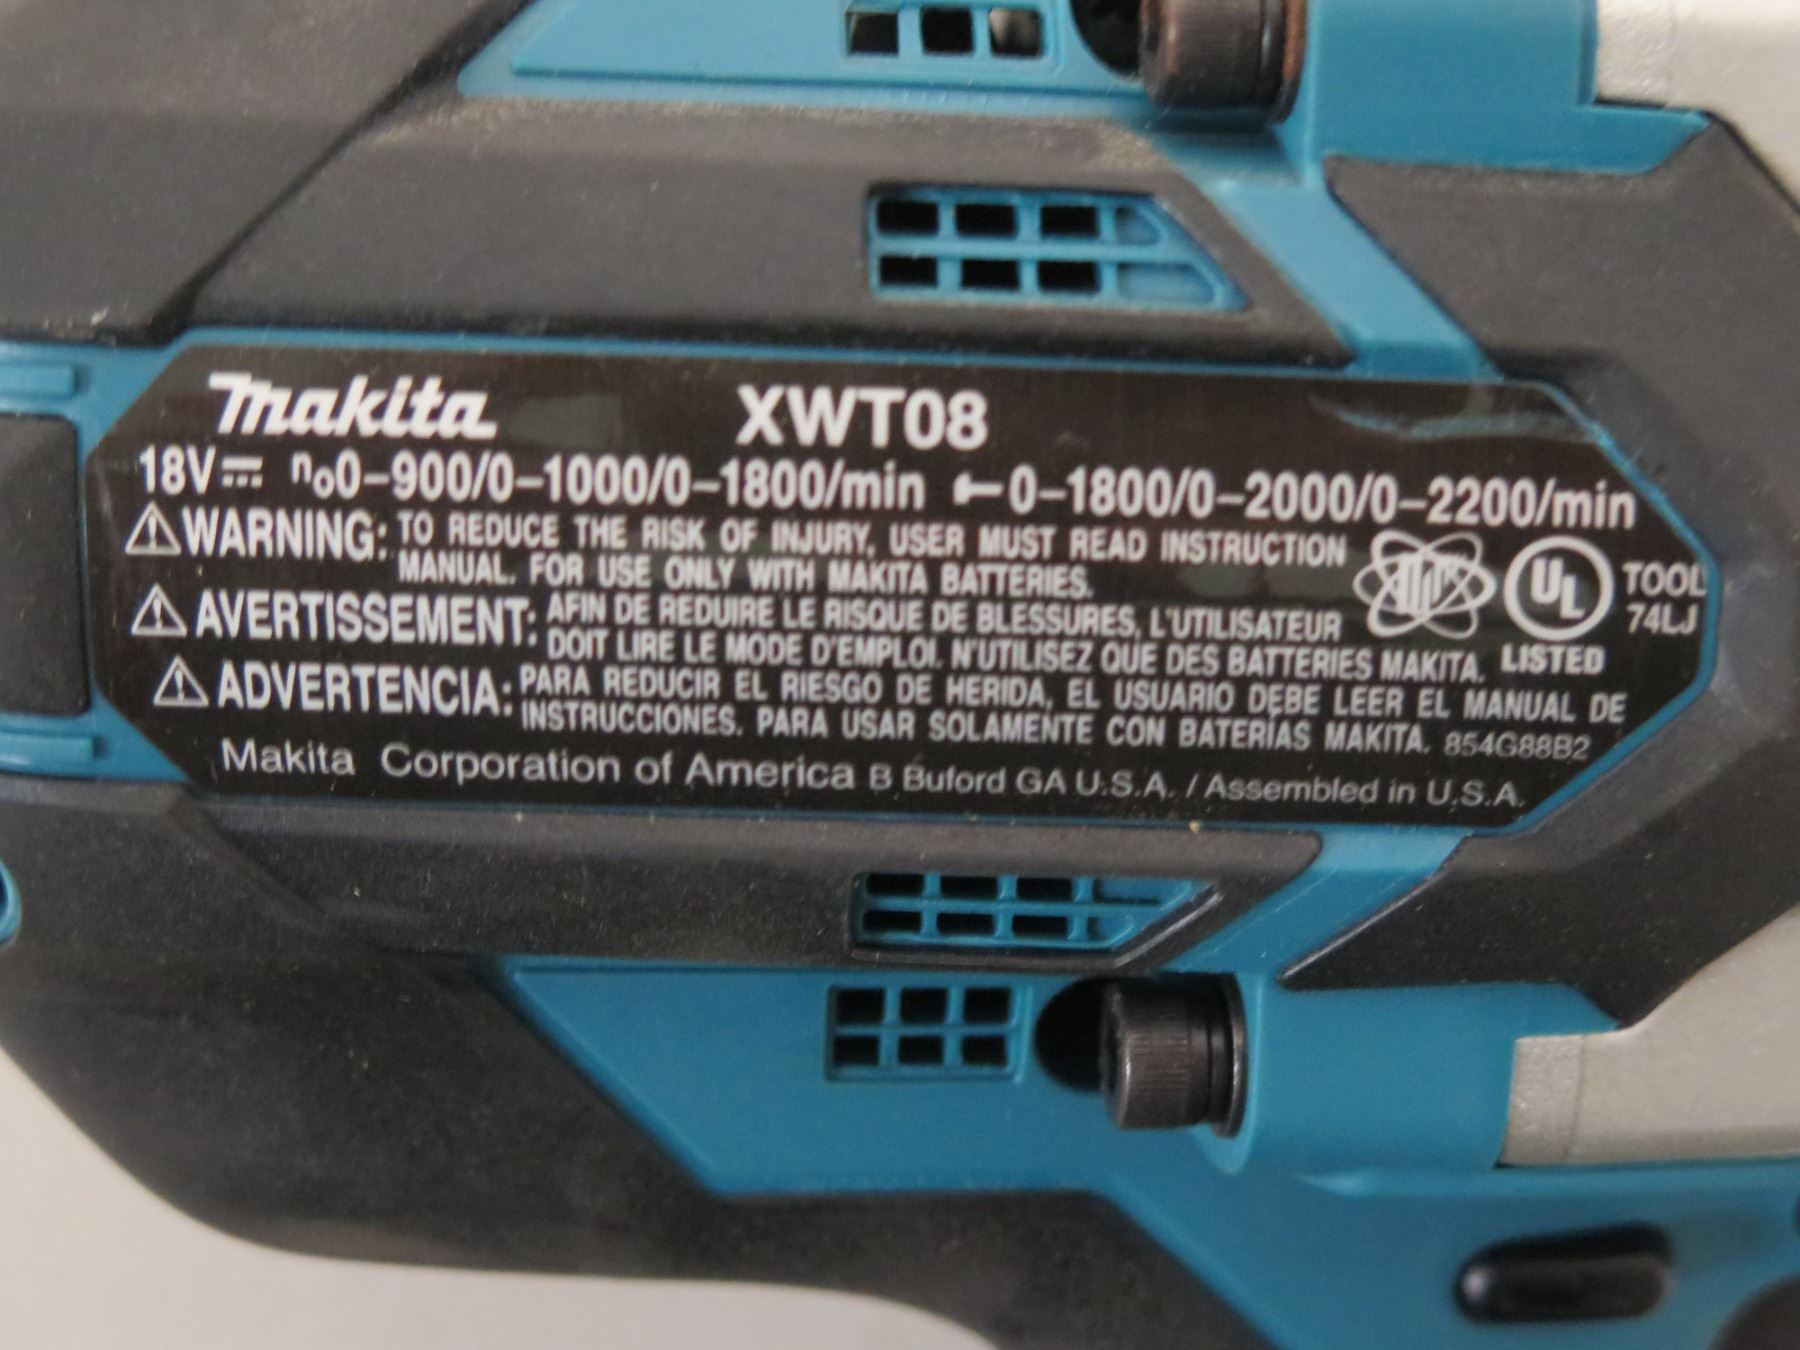 makita XWT08
18V⎓ no0-900/0-1000/0-1800/min 0-1800/0-2000/0-2200/min
⚠WARNING: TO REDUCE THE RISK OF INJURY, USER MUST READ INSTRUCTION
MANUAL. FOR USE ONLY WITH MAKITA BATTERIES.
⚠AVERTISSEMENT: AFIN DE REDUIRE LE RISQUE DE BLESSURES, L'UTILISATEUR
DOIT LIRE LE MODE D'EMPLOI. N'UTILISEZ QUE DES BATTERIES MAKITA.
⚠ADVERTENCIA: PARA REDUCIR EL RIESGO DE HERIDA, EL USUARIO DEBE LEER EL MANUAL DE
INSTRUCCIONES. PARA USAR SOLAMENTE CON BATERÍAS MAKITA. 854G88B2
Makita Corporation of America B Buford GA U.S.A. / Assembled in U.S.A.
UL
LISTED
TOOL
74LJ